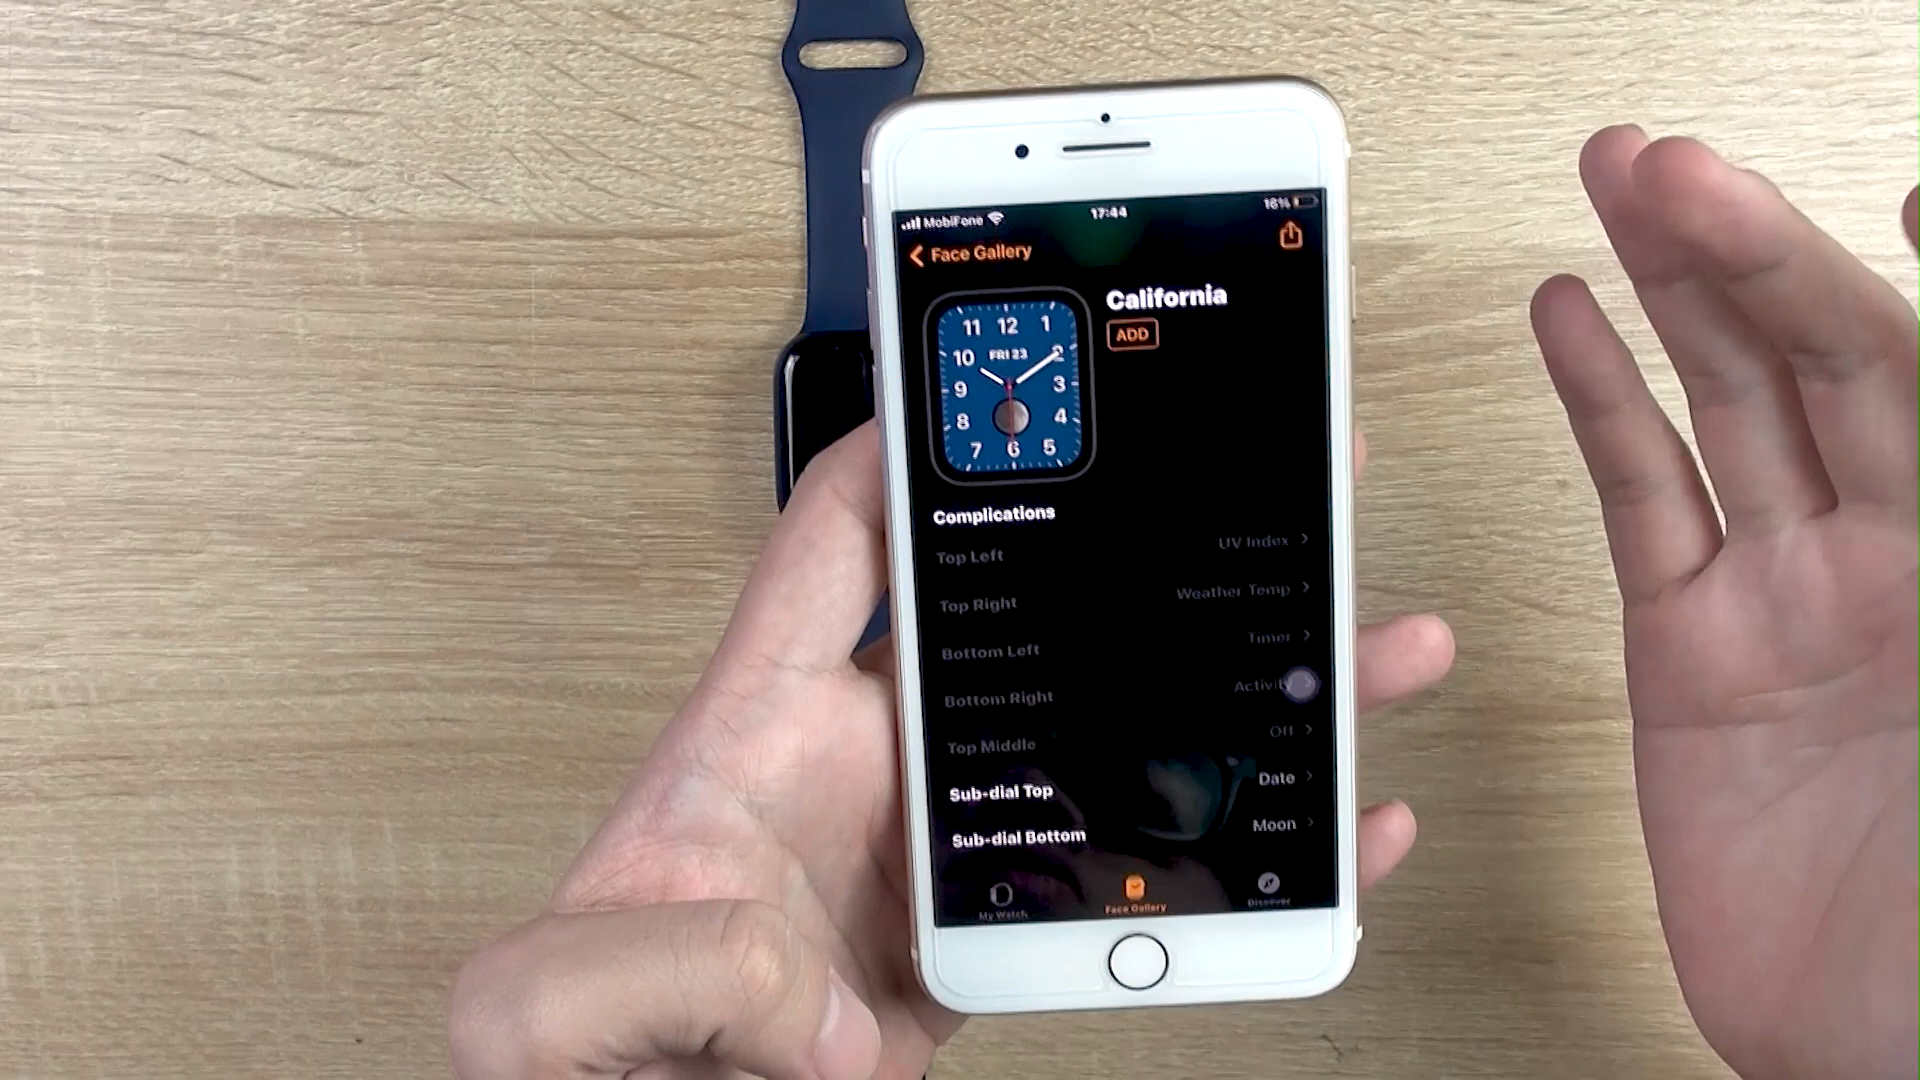 MobiFone 17:44 16%
Face Gallery
California
ADD
11 12 1
10 FRI 23 2
9 3
8 4
7 6 5
Complications
Top Left UV Index
Top Right Weather Temp
Bottom Left Timer
Bottom Right Activity
Top Middle Off
Sub-dial Top Date
Sub-dial Bottom Moon
My Watch Face Gallery Discover